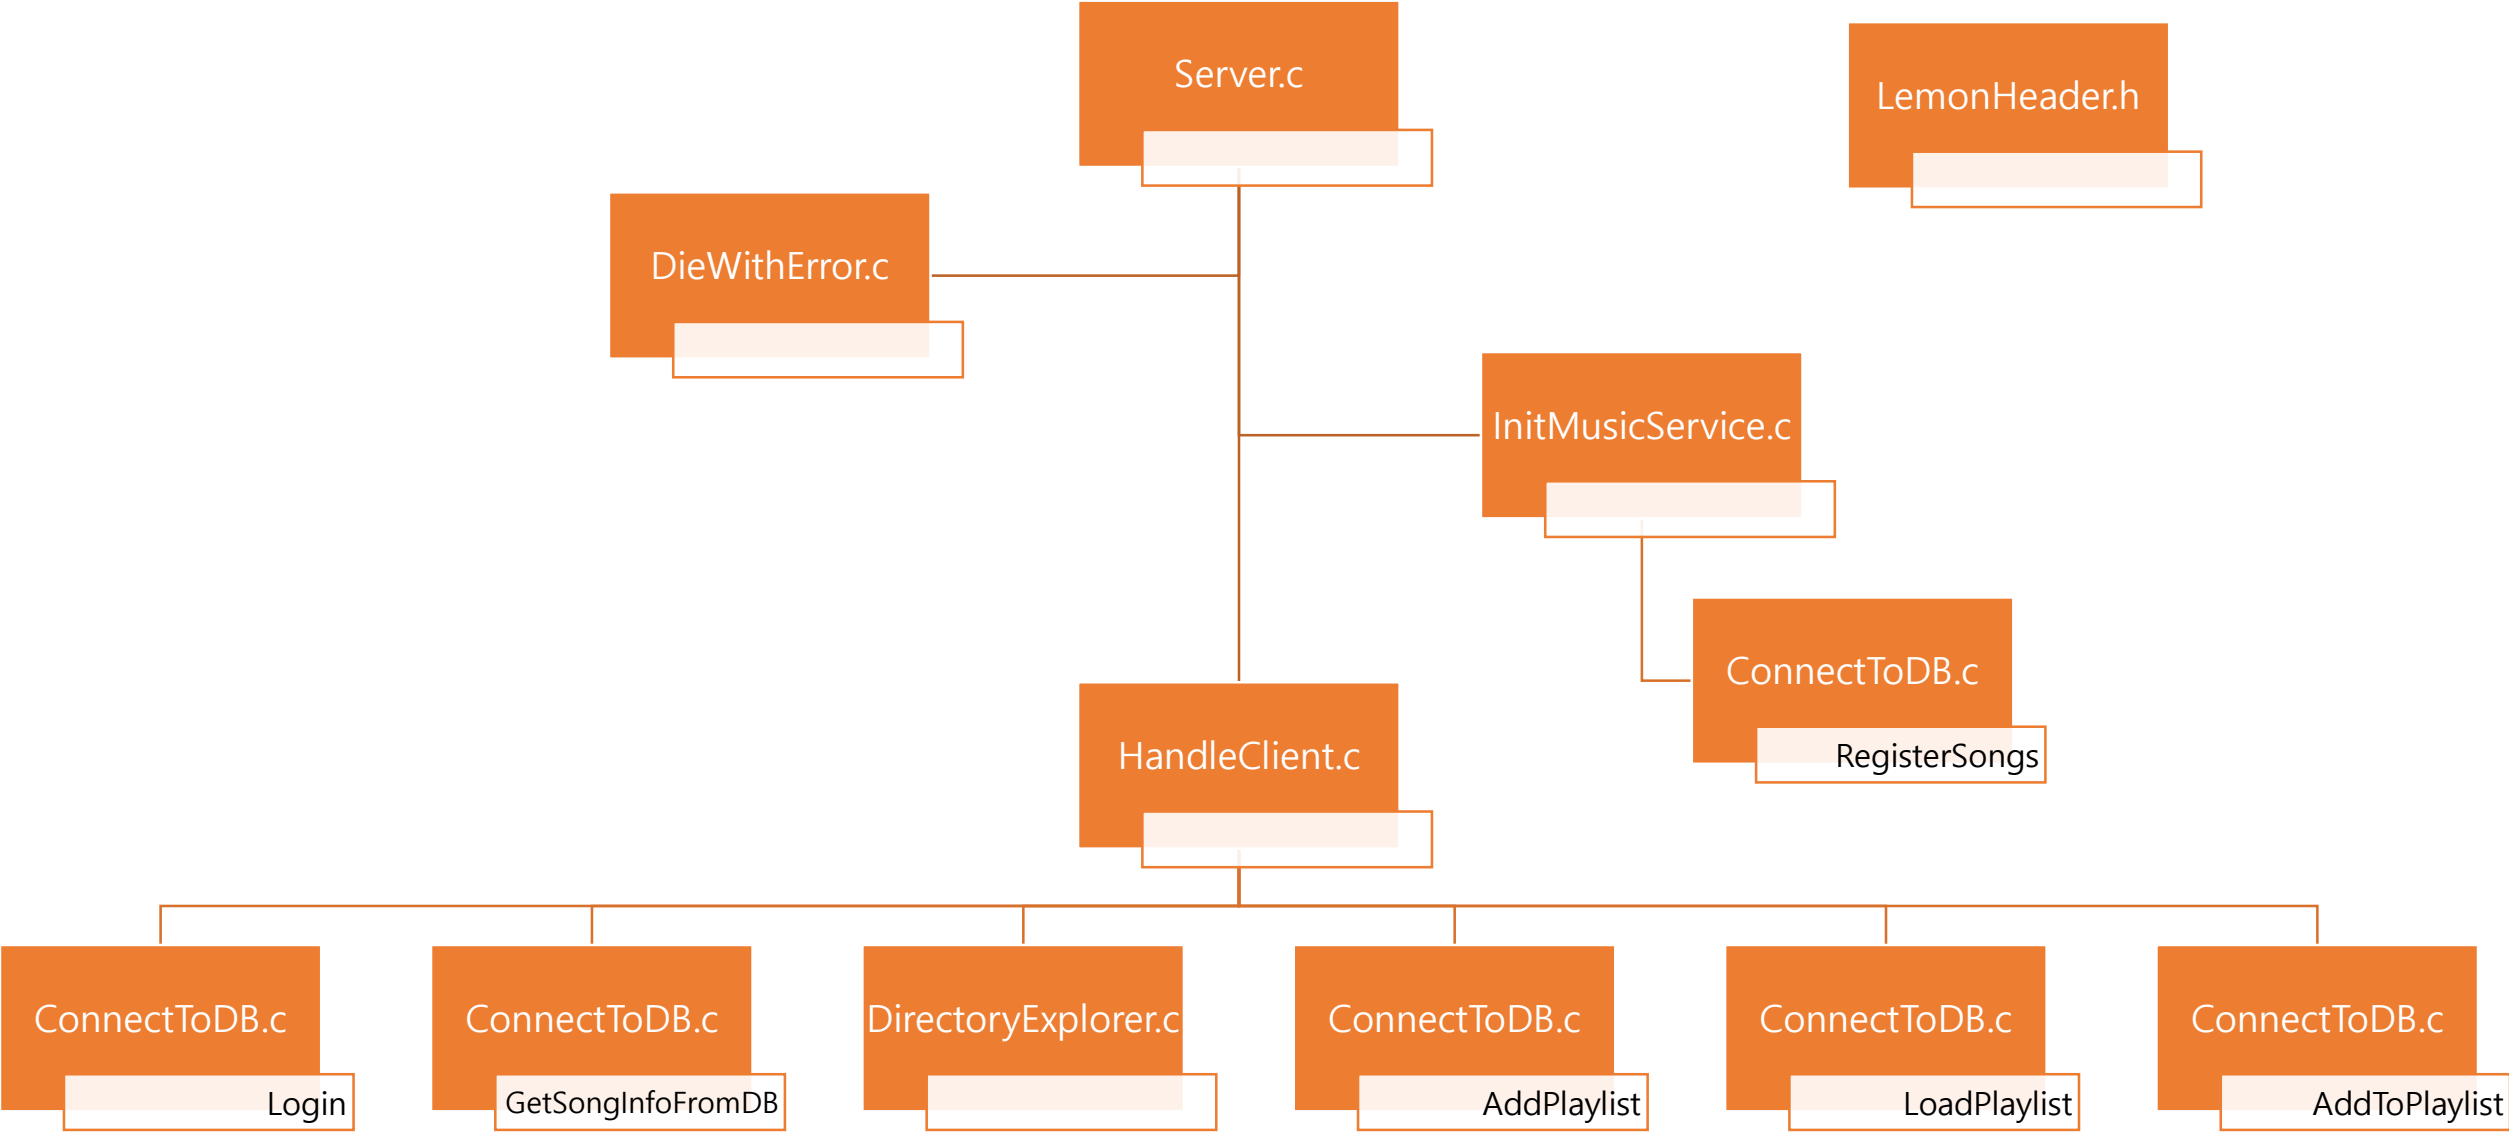 Server.c
LemonHeader.h
DieWithError.c
InitMusicService.c
ConnectToDB.c
RegisterSongs
HandleClient.c
ConnectToDB.c
Login
ConnectToDB.c
GetSongInfoFromDB
DirectoryExplorer.c
ConnectToDB.c
AddPlaylist
ConnectToDB.c
LoadPlaylist
ConnectToDB.c
AddToPlaylist